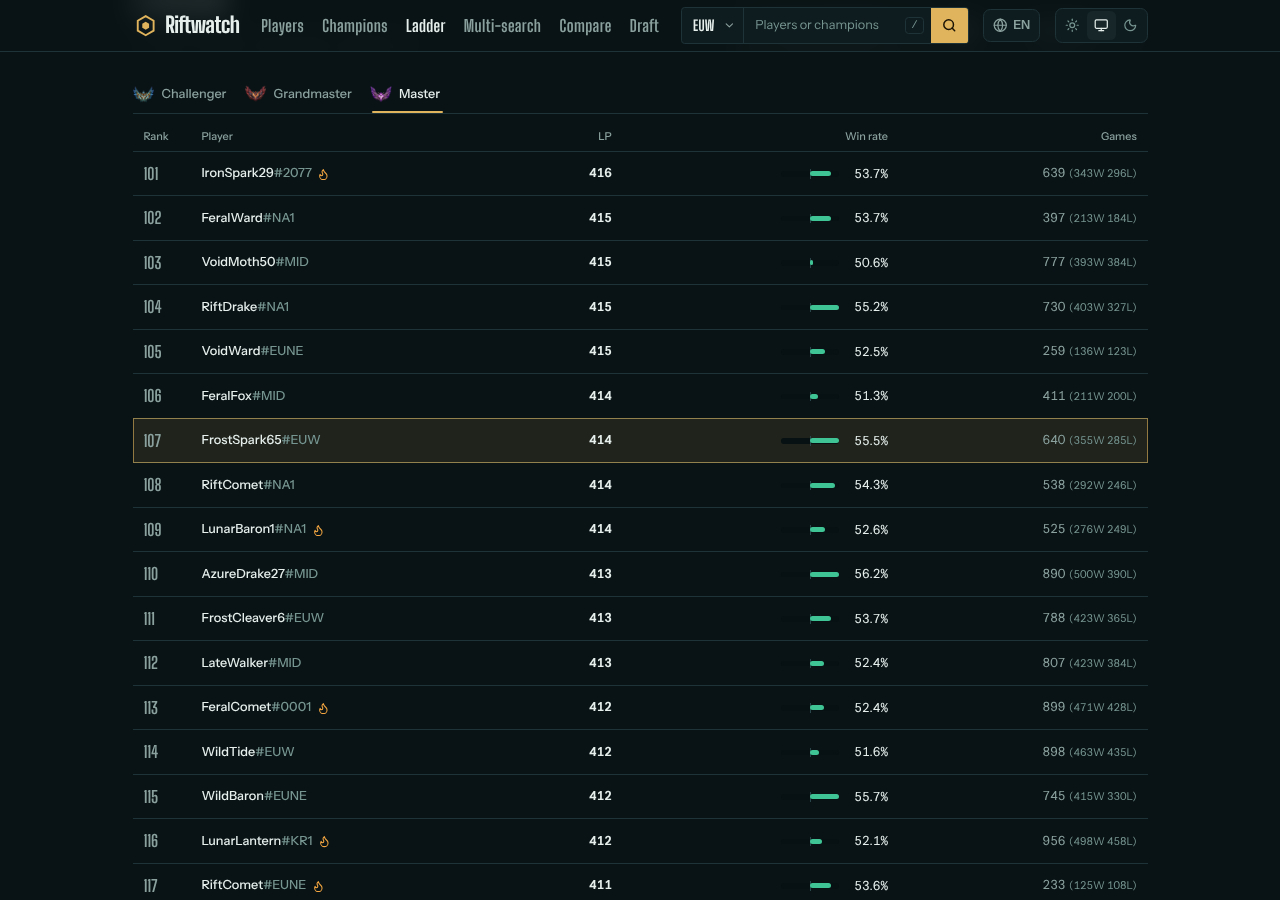 Riftwatch Players Champions Ladder Multi-search Compare Draft EUW Players or champions / EN
Challenger Grandmaster Master
Rank Player LP Win rate Games
101 IronSpark29#2077 416 53.7% 639 (343W 296L)
102 FeralWard#NA1 415 53.7% 397 (213W 184L)
103 VoidMoth50#MID 415 50.6% 777 (393W 384L)
104 RiftDrake#NA1 415 55.2% 730 (403W 327L)
105 VoidWard#EUNE 415 52.5% 259 (136W 123L)
106 FeralFox#MID 414 51.3% 411 (211W 200L)
107 FrostSpark65#EUW 414 55.5% 640 (355W 285L)
108 RiftComet#NA1 414 54.3% 538 (292W 246L)
109 LunarBaron1#NA1 414 52.6% 525 (276W 249L)
110 AzureDrake27#MID 413 56.2% 890 (500W 390L)
111 FrostCleaver6#EUW 413 53.7% 788 (423W 365L)
112 LateWalker#MID 413 52.4% 807 (423W 384L)
113 FeralComet#0001 412 52.4% 899 (471W 428L)
114 WildTide#EUW 412 51.6% 898 (463W 435L)
115 WildBaron#EUNE 412 55.7% 745 (415W 330L)
116 LunarLantern#KR1 412 52.1% 956 (498W 458L)
117 RiftComet#EUNE 411 53.6% 233 (125W 108L)